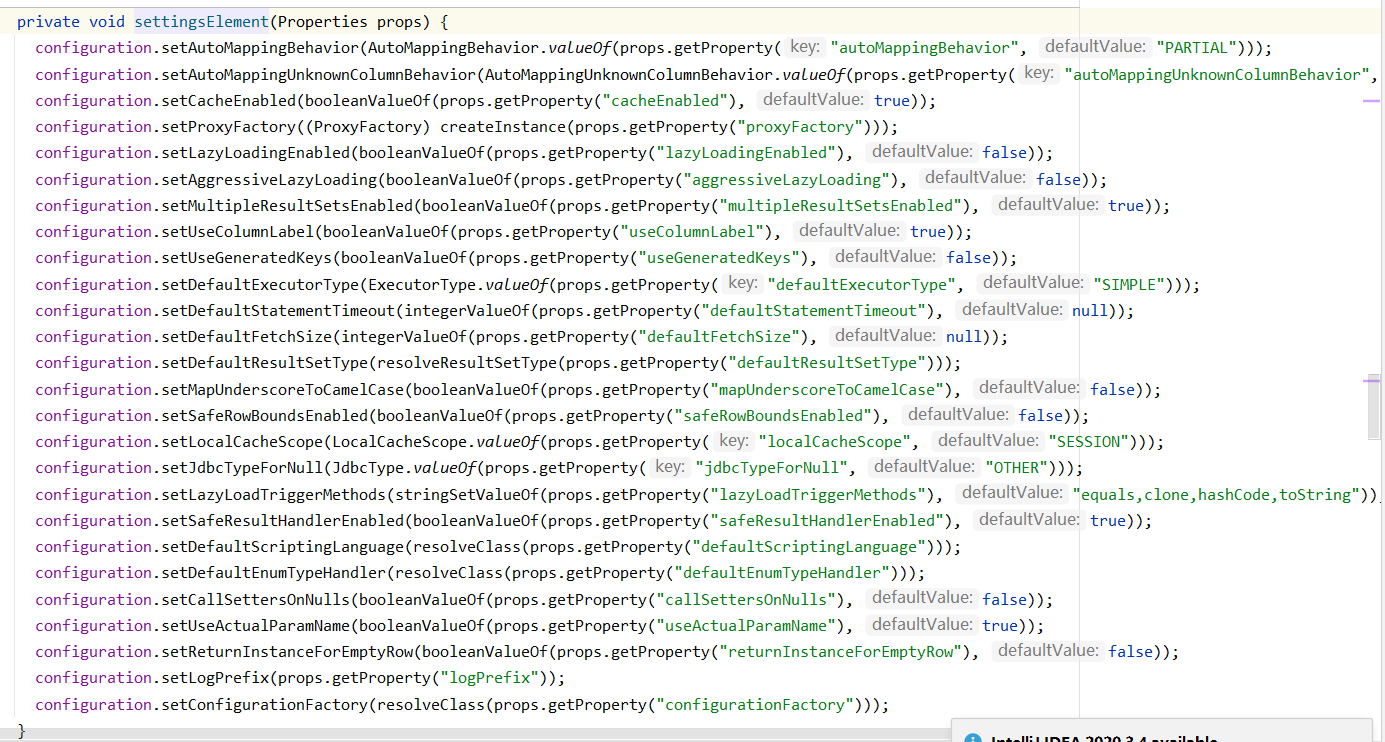 private void settingsElement(Properties props) {
configuration.setAutoMappingBehavior(AutoMappingBehavior.valueOf(props.getProperty( key: "autoMappingBehavior", defaultValue: "PARTIAL")));
configuration.setAutoMappingUnknownColumnBehavior(AutoMappingUnknownColumnBehavior.valueOf(props.getProperty( key: "autoMappingUnknownColumnBehavior",
configuration.setCacheEnabled(booleanValueOf(props.getProperty("cacheEnabled"), defaultValue: true));
configuration.setProxyFactory((ProxyFactory) createInstance(props.getProperty("proxyFactory")));
configuration.setLazyLoadingEnabled(booleanValueOf(props.getProperty("lazyLoadingEnabled"), defaultValue: false));
configuration.setAggressiveLazyLoading(booleanValueOf(props.getProperty("aggressiveLazyLoading"), defaultValue: false));
configuration.setMultipleResultSetsEnabled(booleanValueOf(props.getProperty("multipleResultSetsEnabled"), defaultValue: true));
configuration.setUseColumnLabel(booleanValueOf(props.getProperty("useColumnLabel"), defaultValue: true));
configuration.setUseGeneratedKeys(booleanValueOf(props.getProperty("useGeneratedKeys"), defaultValue: false));
configuration.setDefaultExecutorType(ExecutorType.valueOf(props.getProperty( key: "defaultExecutorType", defaultValue: "SIMPLE")));
configuration.setDefaultStatementTimeout(integerValueOf(props.getProperty("defaultStatementTimeout"), defaultValue: null));
configuration.setDefaultFetchSize(integerValueOf(props.getProperty("defaultFetchSize"), defaultValue: null));
configuration.setDefaultResultSetType(resolveResultSetType(props.getProperty("defaultResultSetType")));
configuration.setMapUnderscoreToCamelCase(booleanValueOf(props.getProperty("mapUnderscoreToCamelCase"), defaultValue: false));
configuration.setSafeRowBoundsEnabled(booleanValueOf(props.getProperty("safeRowBoundsEnabled"), defaultValue: false));
configuration.setLocalCacheScope(LocalCacheScope.valueOf(props.getProperty( key: "localCacheScope", defaultValue: "SESSION")));
configuration.setJdbcTypeForNull(JdbcType.valueOf(props.getProperty( key: "jdbcTypeForNull", defaultValue: "OTHER")));
configuration.setLazyLoadTriggerMethods(stringSetValueOf(props.getProperty("lazyLoadTriggerMethods"), defaultValue: "equals,clone,hashCode,toString"));
configuration.setSafeResultHandlerEnabled(booleanValueOf(props.getProperty("safeResultHandlerEnabled"), defaultValue: true));
configuration.setDefaultScriptingLanguage(resolveClass(props.getProperty("defaultScriptingLanguage")));
configuration.setDefaultEnumTypeHandler(resolveClass(props.getProperty("defaultEnumTypeHandler")));
configuration.setCallSettersOnNulls(booleanValueOf(props.getProperty("callSettersOnNulls"), defaultValue: false));
configuration.setUseActualParamName(booleanValueOf(props.getProperty("useActualParamName"), defaultValue: true));
configuration.setReturnInstanceForEmptyRow(booleanValueOf(props.getProperty("returnInstanceForEmptyRow"), defaultValue: false));
configuration.setLogPrefix(props.getProperty("logPrefix"));
configuration.setConfigurationFactory(resolveClass(props.getProperty("configurationFactory")));
}
IntelliJ IDEA 2020.3.4 available